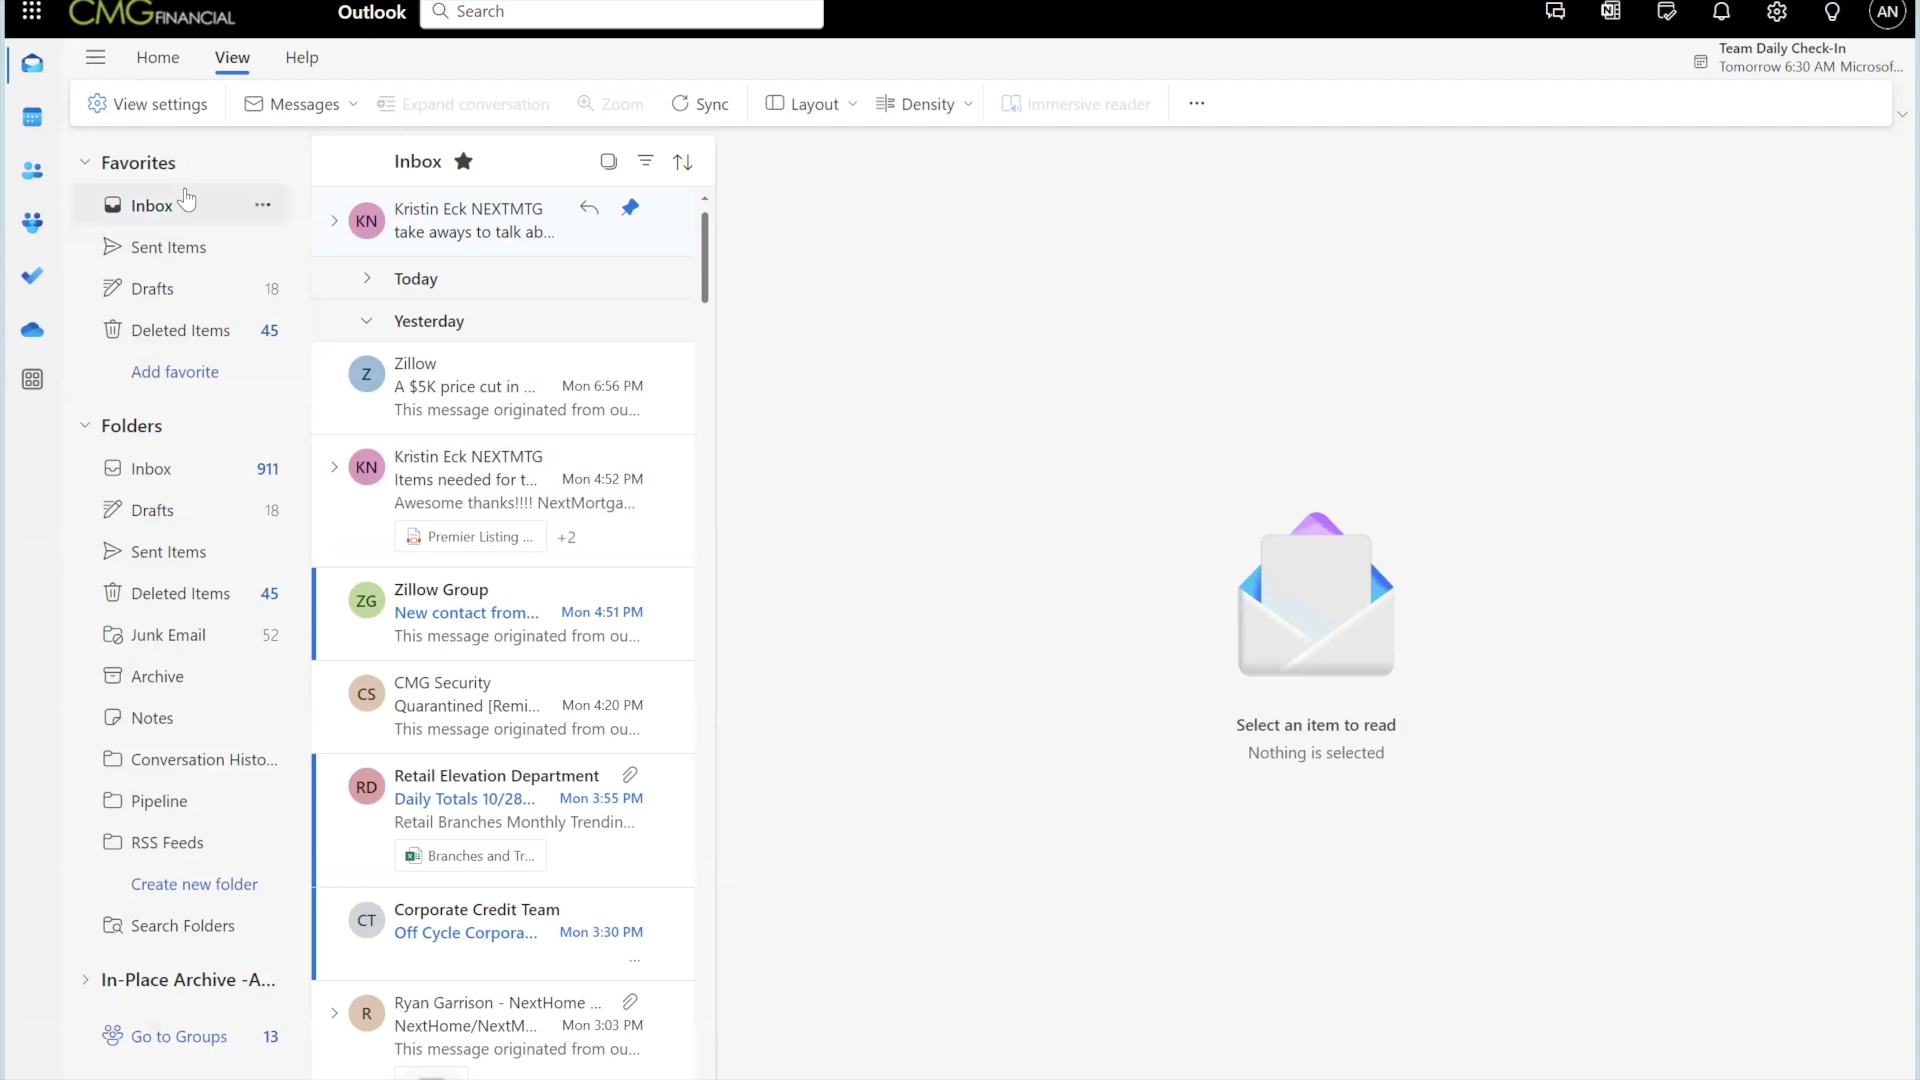 CMG FINANCIAL
Outlook
Search
AN
Home
View
Help
Team Daily Check-In
Tomorrow 6:30 AM Microsof...
View settings
Messages
Expand conversation
Zoom
Sync
Layout
Density
Immersive reader
...
Favorites
Inbox ...
Sent Items
Drafts 18
Deleted Items 45
Add favorite
Folders
Inbox 911
Drafts 18
Sent Items
Deleted Items 45
Junk Email 52
Archive
Notes
Conversation Histo...
Pipeline
RSS Feeds
Create new folder
Search Folders
In-Place Archive -A...
Go to Groups 13
Inbox
KN
Kristin Eck NEXTMTG
take aways to talk ab...
Today
Yesterday
Z
Zillow
A $5K price cut in ... Mon 6:56 PM
This message originated from ou...
KN
Kristin Eck NEXTMTG
Items needed for t... Mon 4:52 PM
Awesome thanks!!!! NextMortga...
Premier Listing ... +2
ZG
Zillow Group
New contact from... Mon 4:51 PM
This message originated from ou...
CS
CMG Security
Quarantined [Remi... Mon 4:20 PM
This message originated from ou...
RD
Retail Elevation Department
Daily Totals 10/28... Mon 3:55 PM
Retail Branches Monthly Trendin...
Branches and Tr...
CT
Corporate Credit Team
Off Cycle Corpora... Mon 3:30 PM
...
R
Ryan Garrison - NextHome ...
NextHome/NextM... Mon 3:03 PM
This message originated from ou...
Select an item to read
Nothing is selected